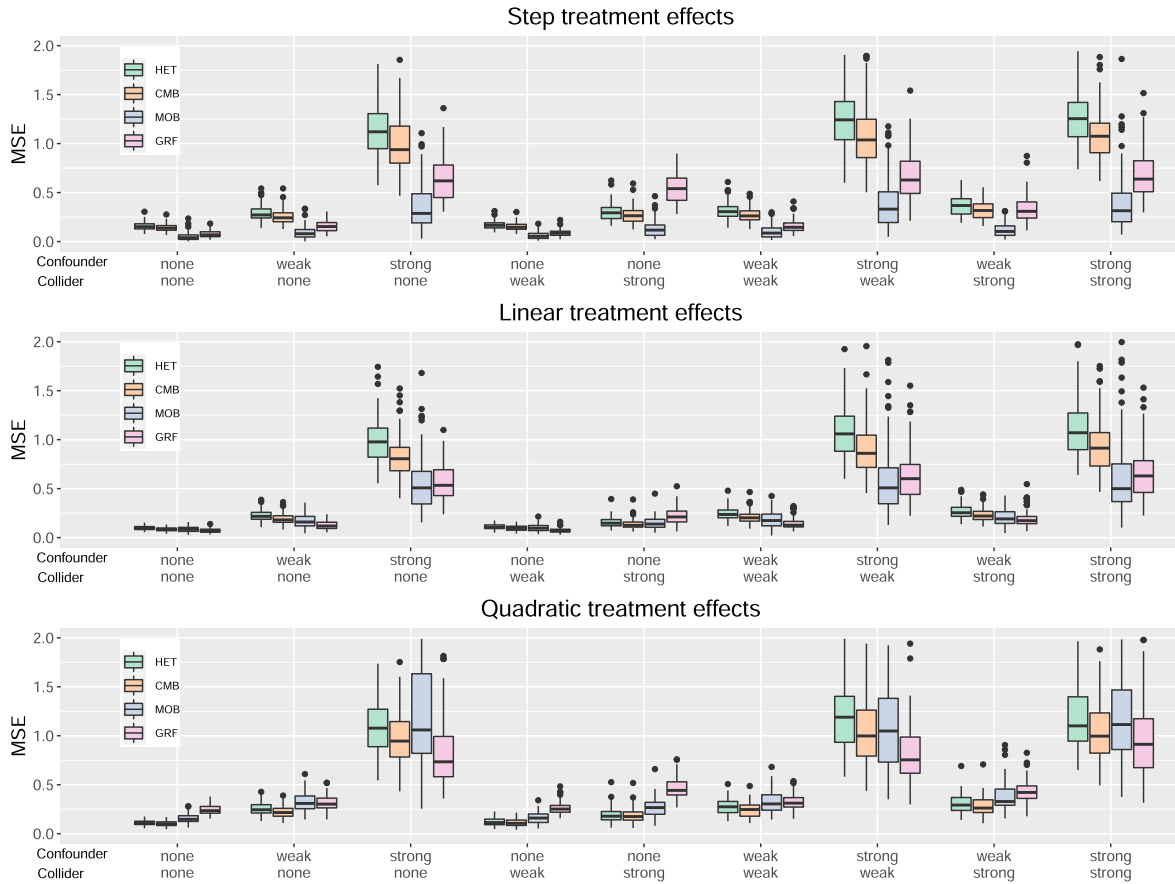 Step treatment effects
2.0
1.5
1.0
0.5
0.0
MSE
HET
CMB
MOB
GRF
Confounder none weak strong none none weak strong weak strong
Collider none none none weak strong weak weak strong strong
Linear treatment effects
2.0
1.5
1.0
0.5
0.0
MSE
HET
CMB
MOB
GRF
Confounder none weak strong none none weak strong weak strong
Collider none none none weak strong weak weak strong strong
Quadratic treatment effects
2.0
1.5
1.0
0.5
0.0
MSE
HET
CMB
MOB
GRF
Confounder none weak strong none none weak strong weak strong
Collider none none none weak strong weak weak strong strong